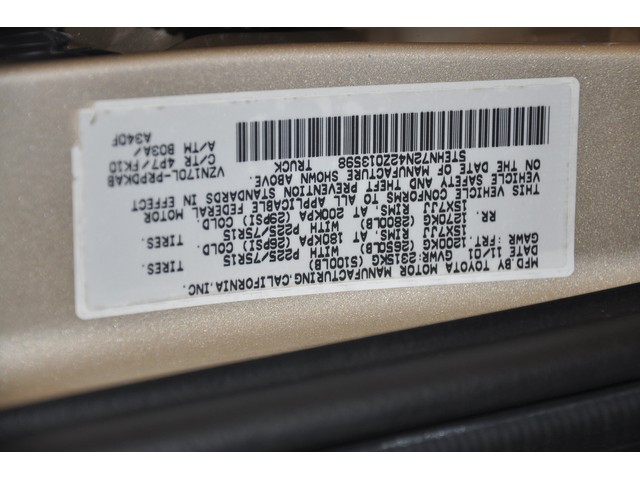 MFD.BY TOYOTA MOTOR MANUFACTURING.CALIFORNIA.INC.
DATE 11/01 GVWR:2315KG (5100LB)
GAWR:FRT.1200KG (2650LB) P225/75R15 TIRES.
15X7JJ RIMS AT 180KPA WITH (26PSI) COLD.
RR. 1270KG (2800LB) P225/75R15 TIRES.
15X7JJ RIMS. AT 200KPA WITH (29PSI) COLD.
THIS VEHICLE CONFORMS TO ALL APPLICABLE FEDERAL MOTOR
VEHICLE SAFETY AND THEFT PREVENTION STANDARDS IN EFFECT
ON THE DATE OF MANUFACTURE SHOWN ABOVE.
5TEHN72N42Z013598 TRUCK
VZN170L-PRPDKAB
C/TR 4P7/FK10
A/TM B03A/
A340F